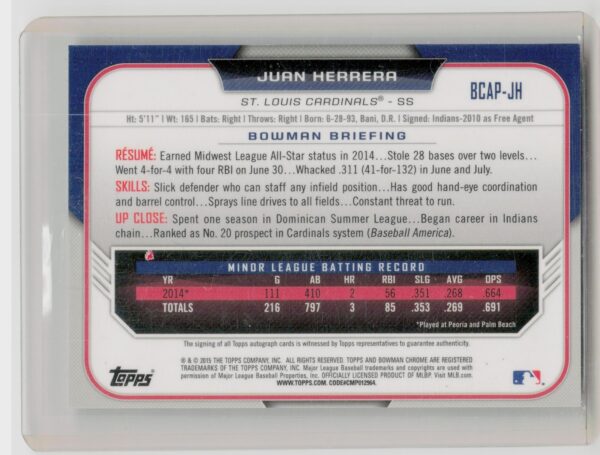 JUAN HERRERA
BCAP-JH
ST. LOUIS CARDINALS® - SS
Ht: 5'11" | Wt: 165 | Bats: Right | Throws: Right | Born: 6-28-93, Bani, D.R. | Signed: Indians-2010 as Free Agent
BOWMAN BRIEFING
RÉSUMÉ: Earned Midwest League All-Star status in 2014...Stole 28 bases over two levels...
Went 4-for-4 with four RBI on June 30...Whacked .311 (41-for-132) in June and July.
SKILLS: Slick defender who can staff any infield position...Has good hand-eye coordination
and barrel control...Sprays line drives to all fields...Constant threat to run.
UP CLOSE: Spent one season in Dominican Summer League...Began career in Indians
chain...Ranked as No. 20 prospect in Cardinals system (Baseball America).
MINOR LEAGUE BATTING RECORD
YR G AB HR RBI SLG AVG OPS
2014* 111 410 2 56 .351 .268 .664
TOTALS 216 797 3 85 .353 .269 .691
*Played at Peoria and Palm Beach
The signing of all Topps autograph cards is witnessed by Topps representatives to guarantee authenticity.
® & © 2015 THE TOPPS COMPANY, INC. ALL RIGHTS RESERVED. TOPPS AND BOWMAN CHROME ARE REGISTERED
TRADEMARKS OF THE TOPPS COMPANY, INC. Major League Baseball trademarks and copyrights are used with
permission of Major League Baseball Properties, Inc. OFFICIALLY LICENSED PRODUCT OF MLBP. Visit MLB.com.
WWW.TOPPS.COM. CODE#CMP012964.
Topps